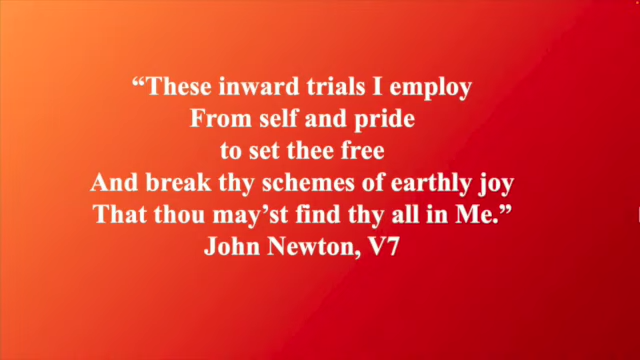 “These inward trials I employ
From self and pride
to set thee free
And break thy schemes of earthly joy
That thou may’st find thy all in Me.”
John Newton, V7